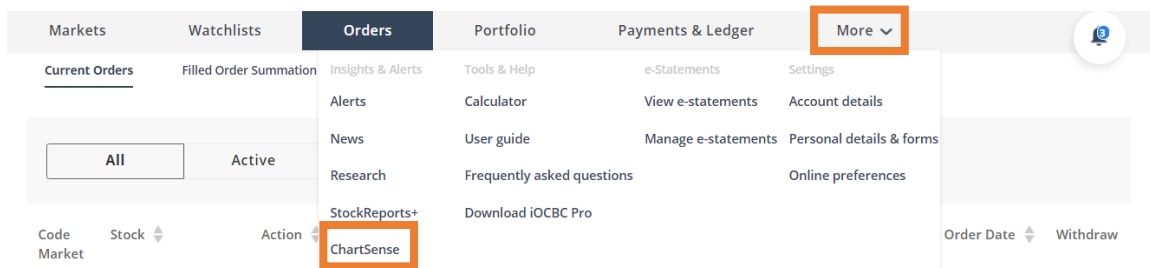 Markets Watchlists Orders Portfolio Payments & Ledger More 3
Current Orders Filled Order Summation Insights & Alerts Tools & Help e-Statements Settings
Alerts Calculator View e-statements Account details
News User guide Manage e-statements Personal details & forms
All Active Research Frequently asked questions Online preferences
StockReports+ Download iOCBC Pro
Code Stock Action Order Date Withdraw
Market ChartSense